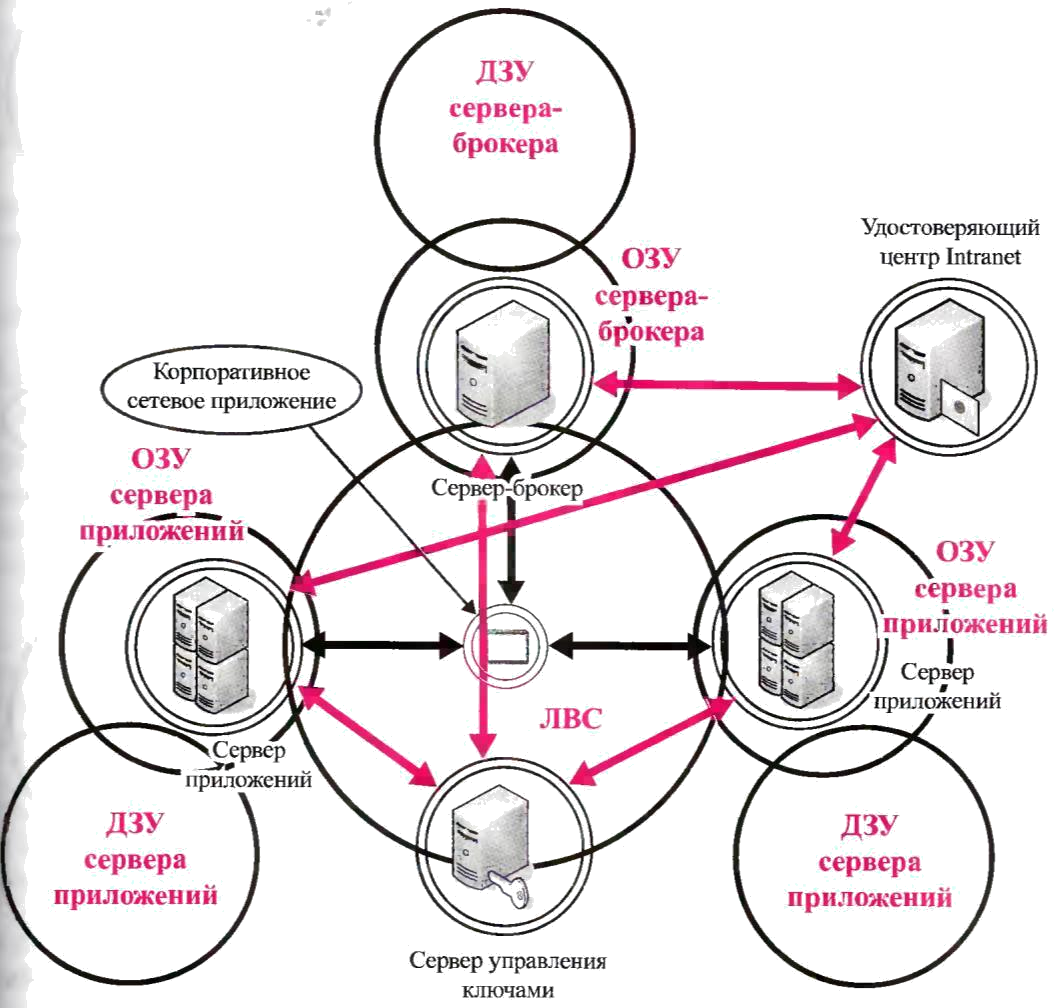 ДЗУ
сервера-
брокера
Удостоверяющий
центр Intranet
ОЗУ
сервера-
брокера
Корпоративное
сетевое приложение
ОЗУ
сервера
приложений
Сервер-брокер
ОЗУ
сервера
приложений
Сервер
приложений
ЛВС
Сервер
приложений
ДЗУ
сервера
приложений
ДЗУ
сервера
приложений
Сервер управления
ключами